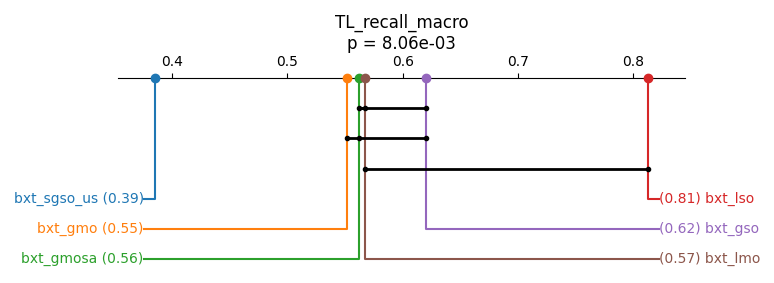 TL_recall_macro
p = 8.06e-03
0.4 0.5 0.6 0.7 0.8
bxt_sgso_us (0.39) (0.81) bxt_lso
bxt_gmo (0.55) (0.62) bxt_gso
bxt_gmosa (0.56) (0.57) bxt_lmo